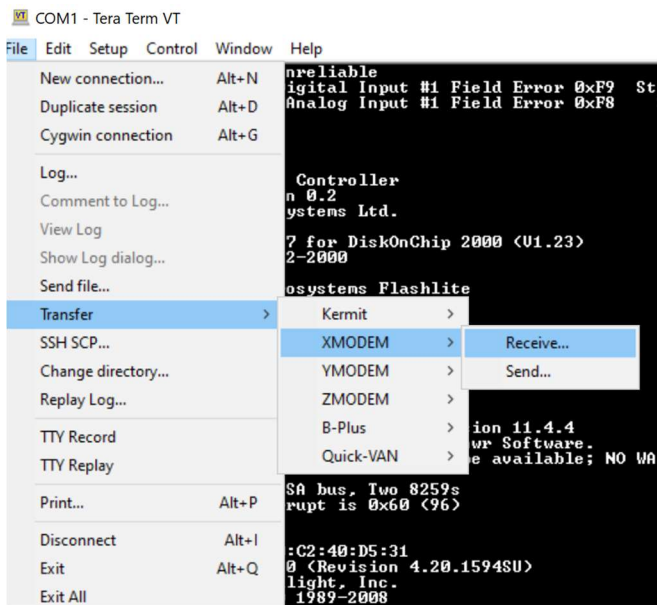 COM1 - Tera Term VT
File Edit Setup Control Window Help
New connection... Alt+N
Duplicate session Alt+D
Cygwin connection Alt+G
Log...
Comment to Log...
View Log
Show Log dialog...
Send file...
Transfer >
SSH SCP...
Change directory...
Replay Log...
TTY Record
TTY Replay
Print... Alt+P
Disconnect Alt+I
Exit Alt+Q
Exit All
Kermit >
XMODEM >
YMODEM >
ZMODEM >
B-Plus >
Quick-VAN >
Receive...
Send...
nreliable
igital Input #1 Field Error 0xF9 St
Analog Input #1 Field Error 0xF8
Controller
n 0.2
ystems Ltd.
7 for DiskOnChip 2000 (V1.23)
2-2000
osystems Flashlite
ion 11.4.4
wr Software.
e available; NO WA
SA bus, Two 8259s
rupt is 0x60 (96)
:C2:40:D5:31
0 (Revision 4.20.1594SU)
light, Inc.
1989-2008